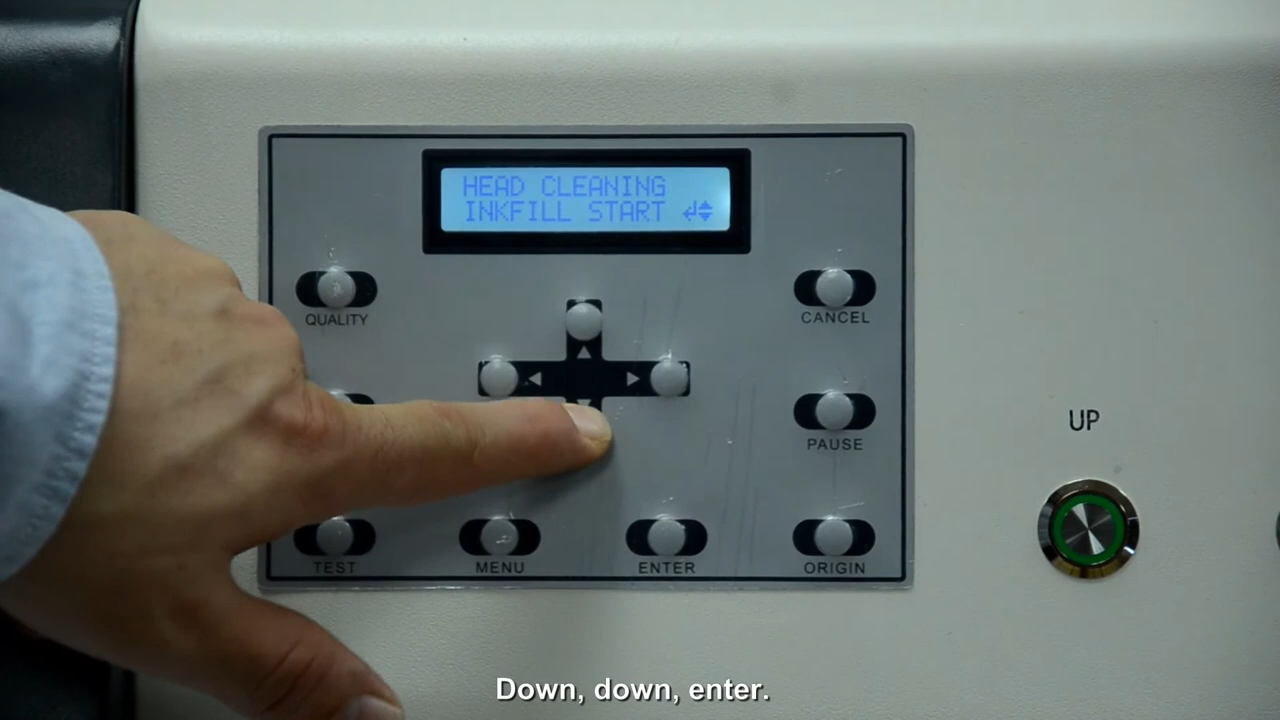 HEAD CLEANING
INKFILL START
QUALITY
CANCEL
PAUSE
UP
TEST
MENU
ENTER
ORIGIN
Down, down, enter.